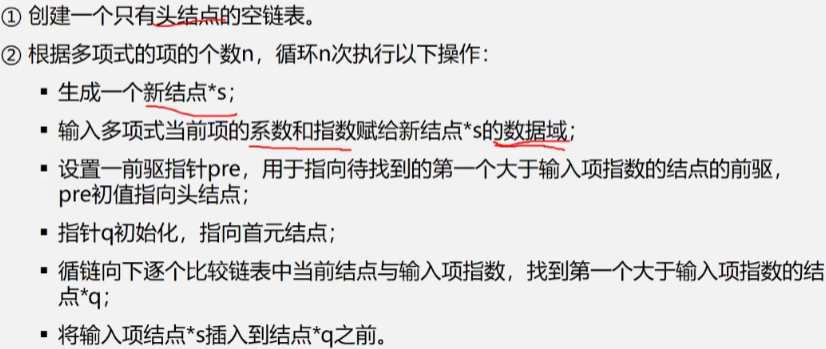 ① 创建一个只有头结点的空链表。
② 根据多项式的项的个数n，循环n次执行以下操作：
▪ 生成一个新结点*s；
▪ 输入多项式当前项的系数和指数赋给新结点*s的数据域；
▪ 设置一前驱指针pre，用于指向待找到的第一个大于输入项指数的结点的前驱，
pre初值指向头结点；
▪ 指针q初始化，指向首元结点；
▪ 循链向下逐个比较链表中当前结点与输入项指数，找到第一个大于输入项指数的结
点*q；
▪ 将输入项结点*s插入到结点*q之前。